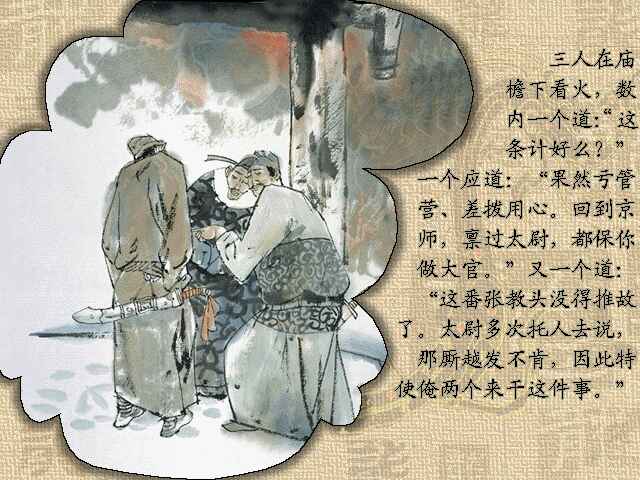 三人在庙
檐下看火，数
内一个道：“这
条计好么？”
一个应道：“果然亏管
营、差拨用心。回到京
师，禀过太尉，都保你
做大官。”又一个道：
“这番张教头没得推故
了。太尉多次托人去说，
那厮越发不肯，因此特
使俺两个来干这件事。”